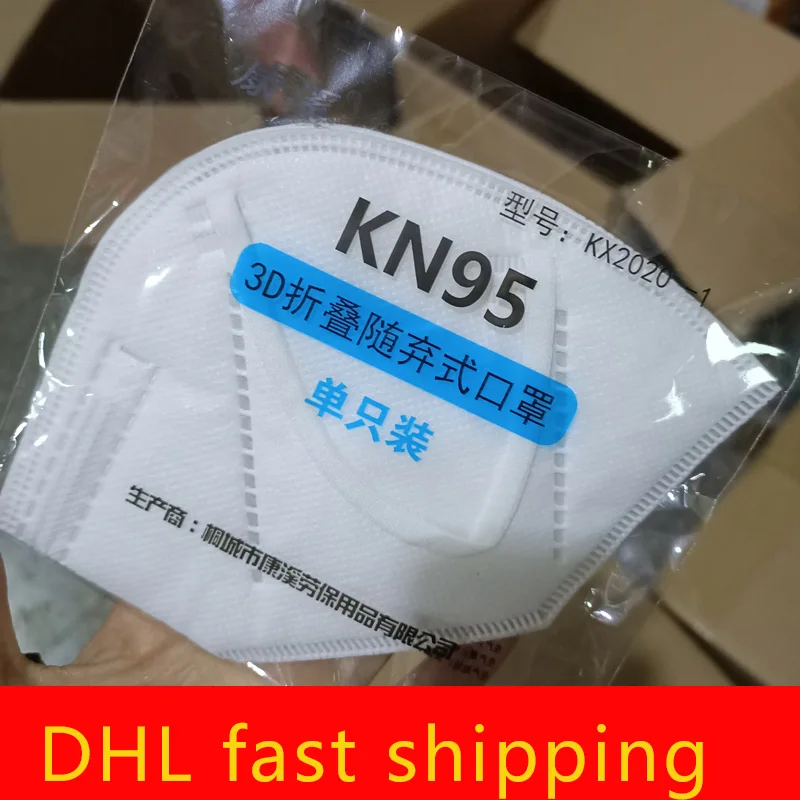 型号：KX2020-1
KN95
3D折叠随弃式口罩
单只装
生产商：桐城市康溪劳保用品有限公司
DHL fast shipping